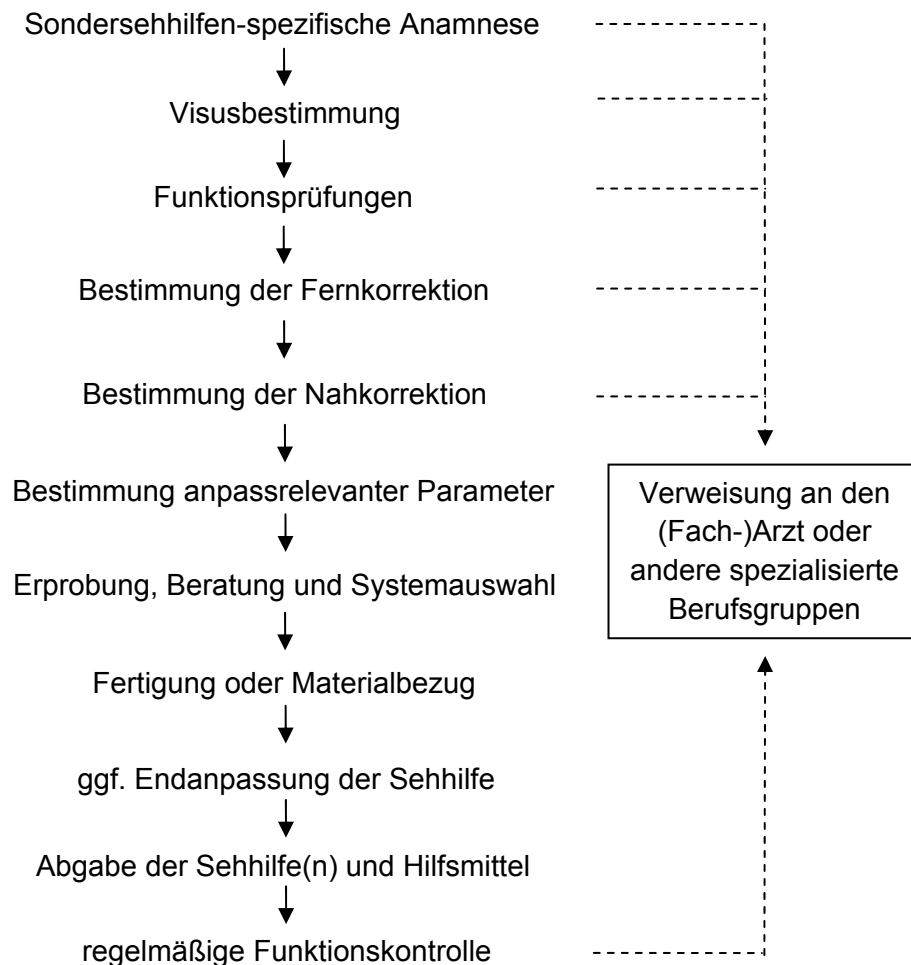 Sondersehhilfen-spezifische Anamnese
Visusbestimmung
Funktionsprüfungen
Bestimmung der Fernkorrektion
Bestimmung der Nahkorrektion
Bestimmung anpassrelevanter Parameter
Erprobung, Beratung und Systemauswahl
Fertigung oder Materialbezug
ggf. Endanpassung der Sehhilfe
Abgabe der Sehhilfe(n) und Hilfsmittel
regelmäßige Funktionskontrolle
Verweisung an den
(Fach-)Arzt oder
andere spezialisierte
Berufsgruppen